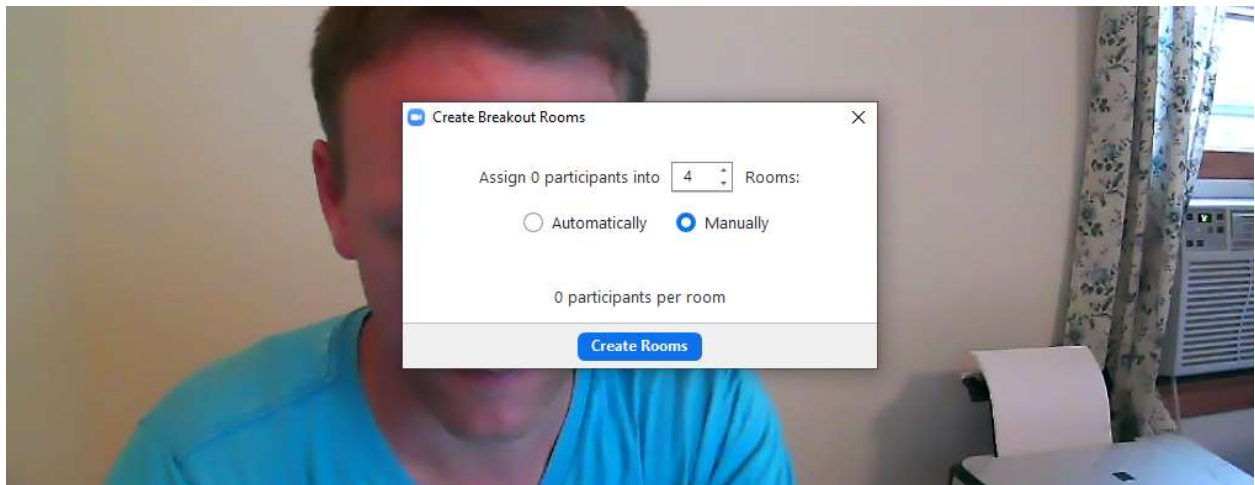 Create Breakout Rooms
Assign 0 participants into 4 Rooms:
Automatically Manually
0 participants per room
Create Rooms